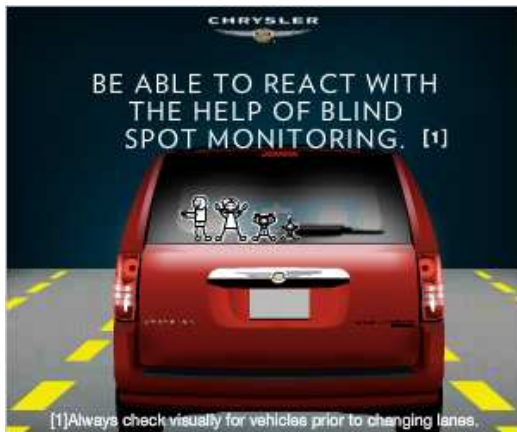 CHRYSLER
BE ABLE TO REACT WITH
THE HELP OF BLIND
SPOT MONITORING. [1]
[1]Always check visually for vehicles prior to changing lanes.